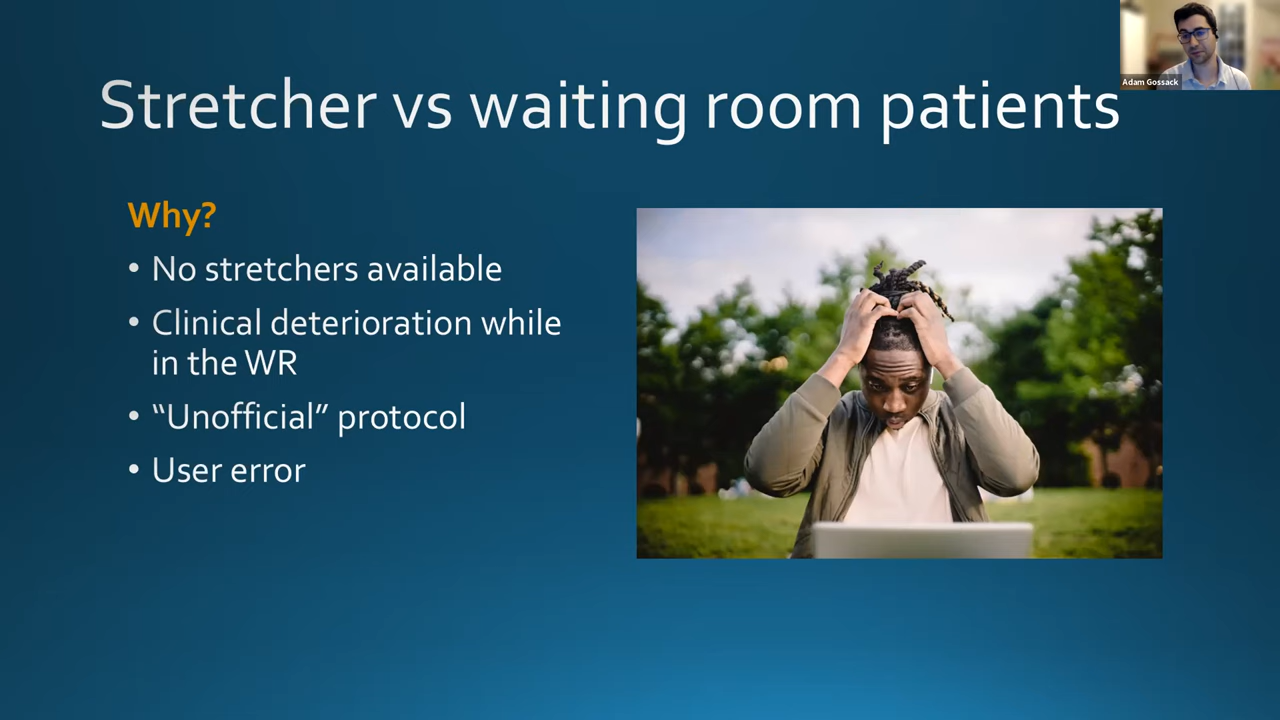 Adam Gossack
Stretcher vs waiting room patients
Why?
• No stretchers available
• Clinical deterioration while
in the WR
• “Unofficial” protocol
• User error